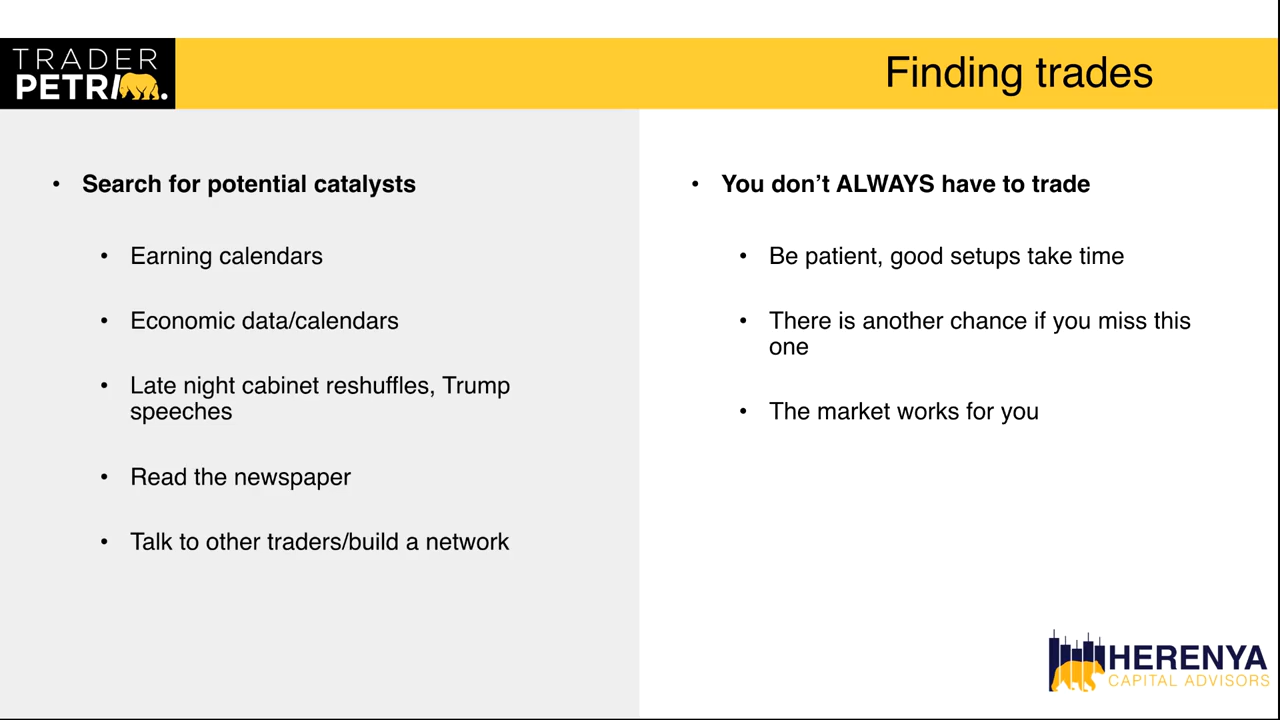 TRADER
PETRI.
Finding trades
• Search for potential catalysts
• Earning calendars
• Economic data/calendars
• Late night cabinet reshuffles, Trump
speeches
• Read the newspaper
• Talk to other traders/build a network
• You don’t ALWAYS have to trade
• Be patient, good setups take time
• There is another chance if you miss this
one
• The market works for you
HERENYA
CAPITAL ADVISORS